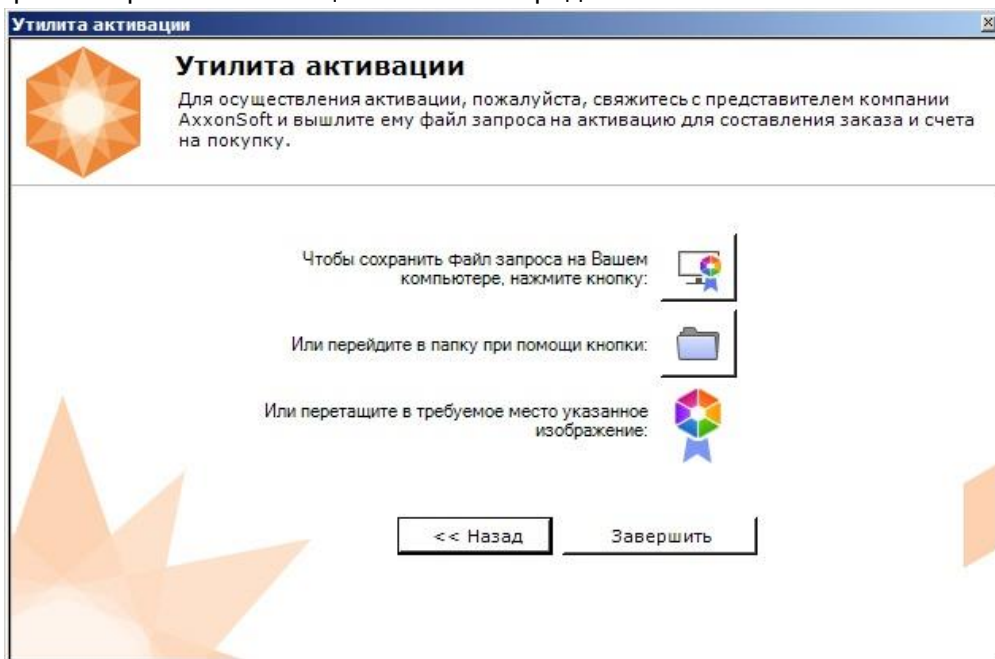 Утилита активации
Утилита активации
Для осуществления активации, пожалуйста, свяжитесь с представителем компании
AxxonSoft и вышлите ему файл запроса на активацию для составления заказа и счета
на покупку.
Чтобы сохранить файл запроса на Вашем
компьютере, нажмите кнопку:
Или перейдите в папку при помощи кнопки:
Или перетащите в требуемое место указанное
изображение:
<< Назад
Завершить